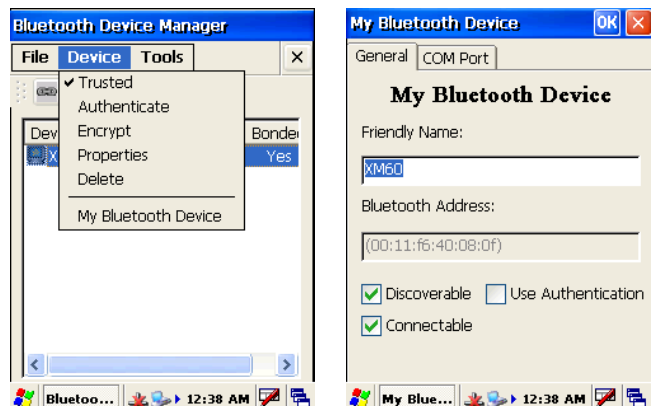 Bluetooth Device Manager
File Device Tools
Trusted
Authenticate
Encrypt
Properties
Delete
My Bluetooth Device
Dev
Bonde
X
Yes
Bluetoo...
12:38 AM
My Bluetooth Device
OK
General COM Port
My Bluetooth Device
Friendly Name:
XM60
Bluetooth Address:
(00:11:f6:40:08:0f)
Discoverable Use Authentication
Connectable
My Blue...
12:38 AM